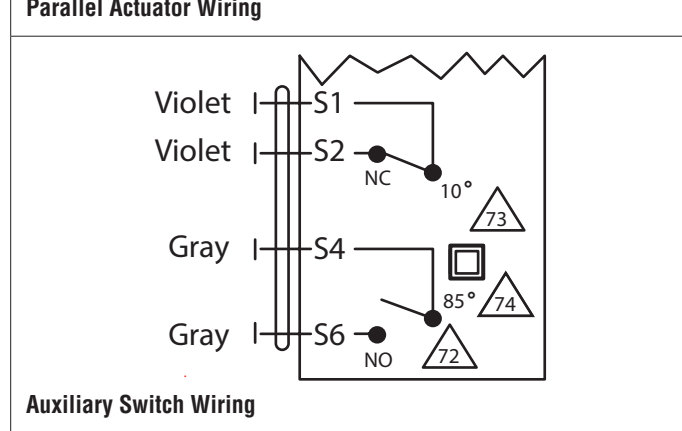 Parallel Actuator Wiring
Violet S1
Violet S2
NC
10°
73
Gray S4
85° 74
Gray S6
NO
72
Auxiliary Switch Wiring